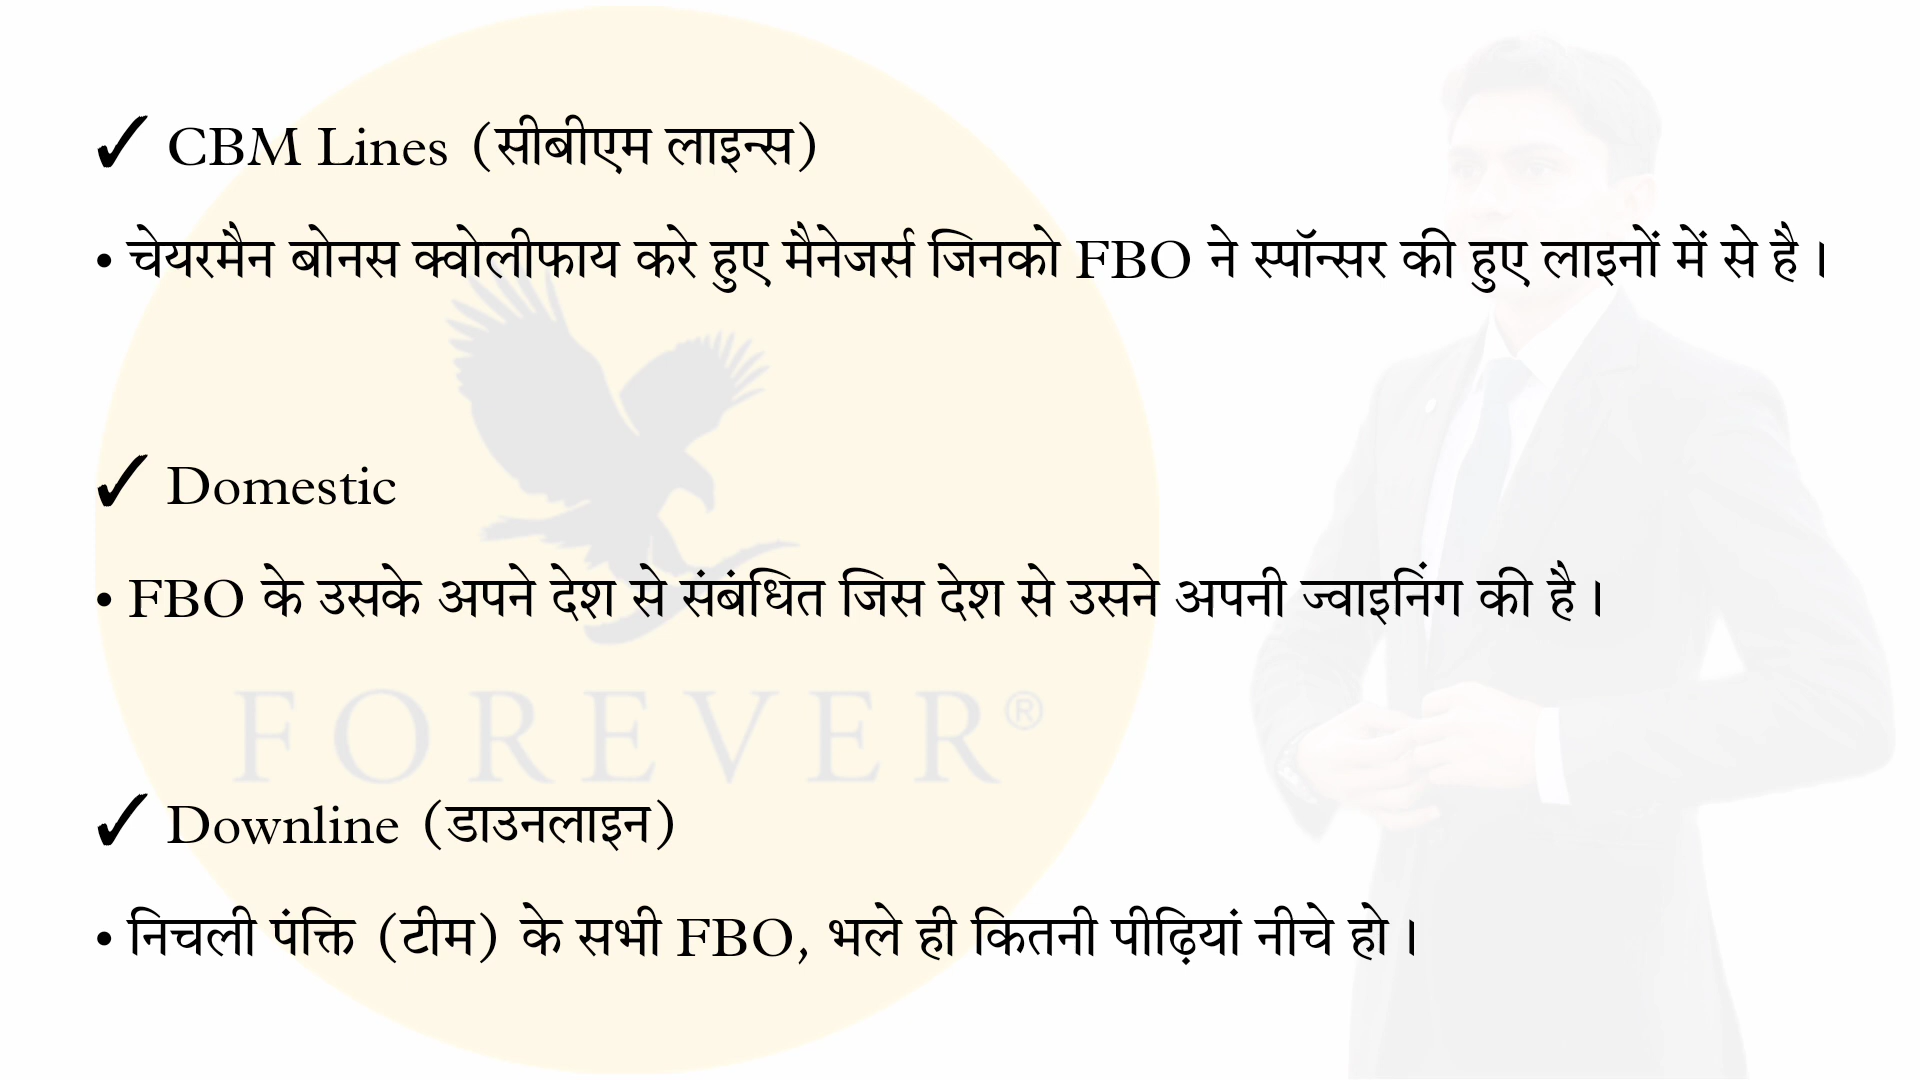 ✓ CBM Lines (सीबीएम लाइन्स)
• चेयरमैन बोनस क्वोलीफाय करे हुए मैनेजर्स जिनको FBO ने स्पॉन्सर की हुए लाइनों में से है।
✓ Domestic
• FBO के उसके अपने देश से संबंधित जिस देश से उसने अपनी ज्वाइनिंग की है।
FOREVER®
✓ Downline (डाउनलाइन)
• निचली पंक्ति (टीम) के सभी FBO, भले ही कितनी पीढ़ियां नीचे हो।